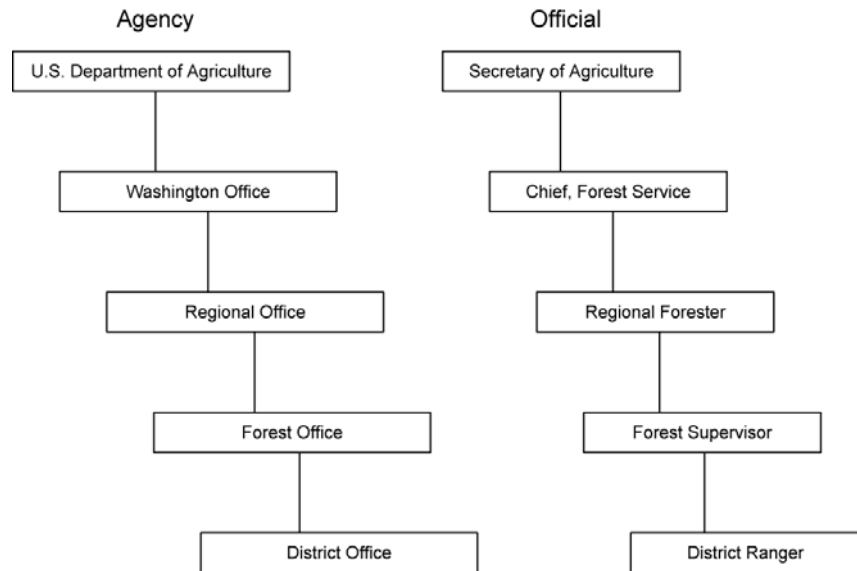 Agency
Official
U.S. Department of Agriculture
Secretary of Agriculture
Washington Office
Chief, Forest Service
Regional Office
Regional Forester
Forest Office
Forest Supervisor
District Office
District Ranger